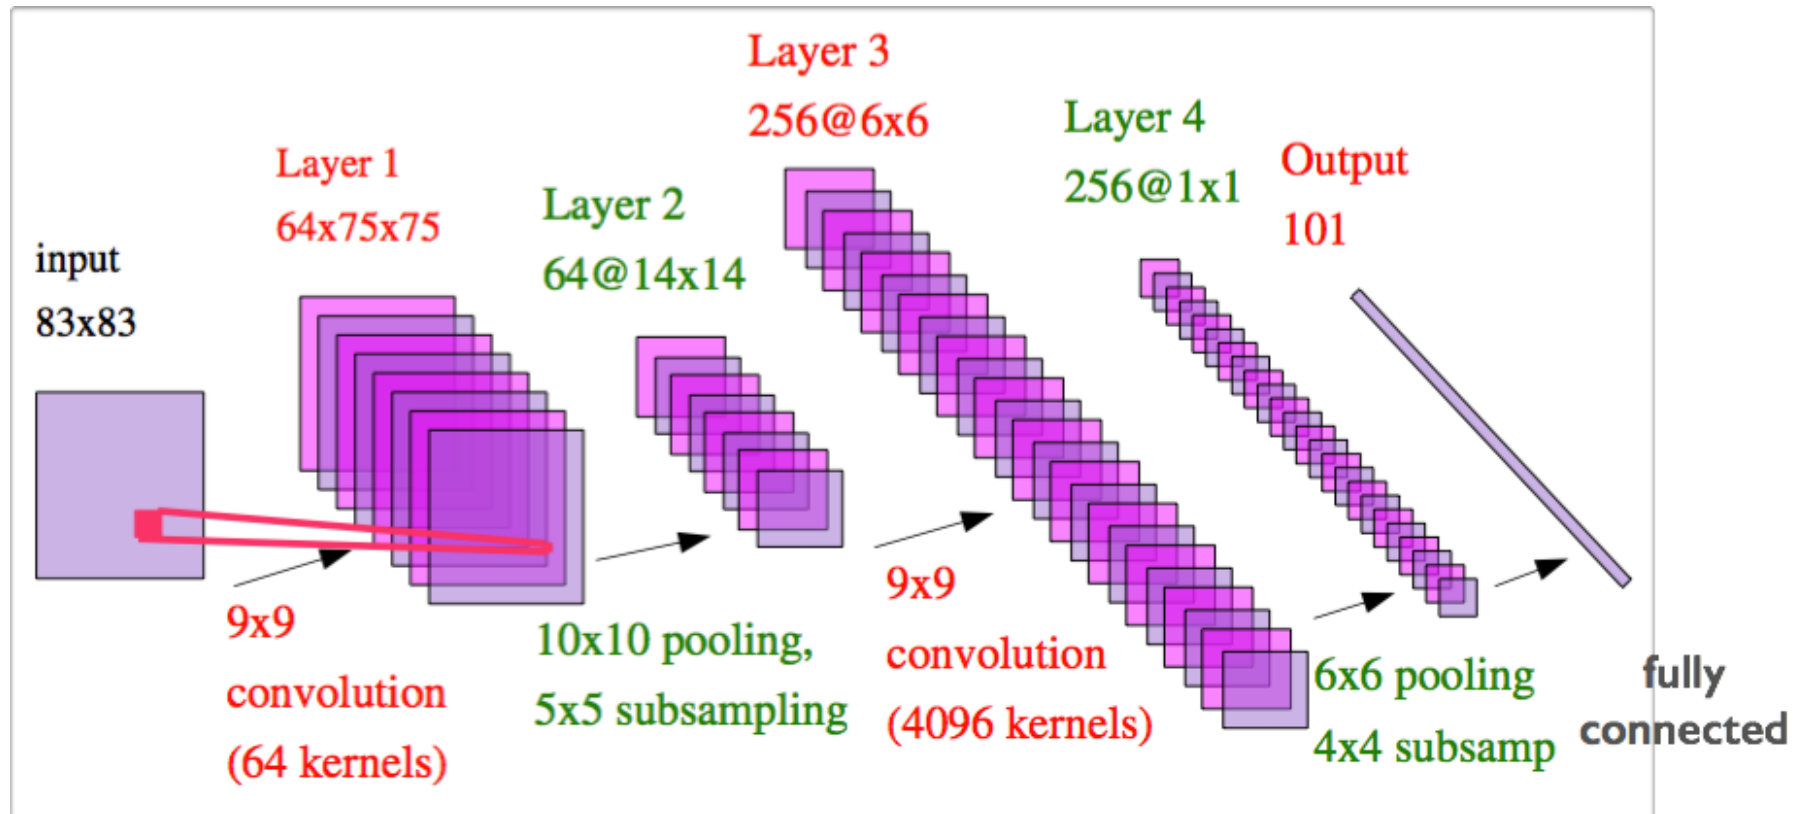 input
83x83
Layer 1
64x75x75
9x9
convolution
(64 kernels)
Layer 2
64@14x14
10x10 pooling,
5x5 subsampling
Layer 3
256@6x6
9x9
convolution
(4096 kernels)
Layer 4
256@1x1
6x6 pooling
4x4 subsamp
Output
101
fully
connected